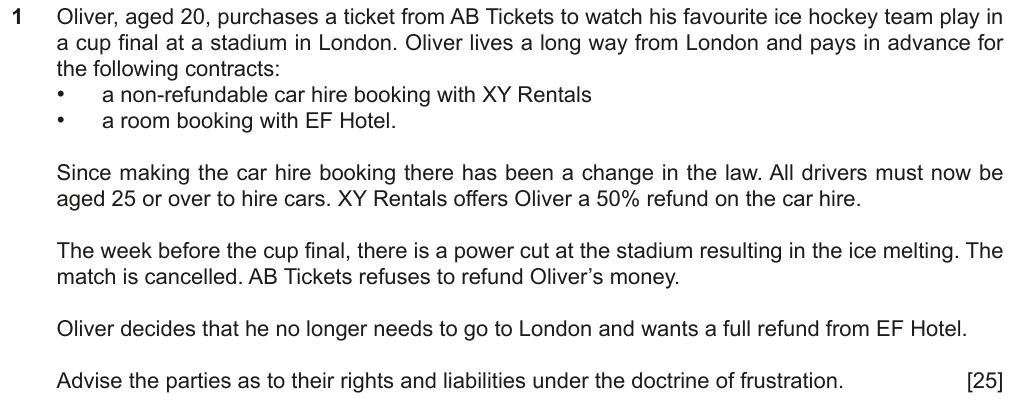 1 Oliver, aged 20, purchases a ticket from AB Tickets to watch his favourite ice hockey team play in
a cup final at a stadium in London. Oliver lives a long way from London and pays in advance for
the following contracts:
• a non-refundable car hire booking with XY Rentals
• a room booking with EF Hotel.
Since making the car hire booking there has been a change in the law. All drivers must now be
aged 25 or over to hire cars. XY Rentals offers Oliver a 50% refund on the car hire.
The week before the cup final, there is a power cut at the stadium resulting in the ice melting. The
match is cancelled. AB Tickets refuses to refund Oliver’s money.
Oliver decides that he no longer needs to go to London and wants a full refund from EF Hotel.
Advise the parties as to their rights and liabilities under the doctrine of frustration. [25]